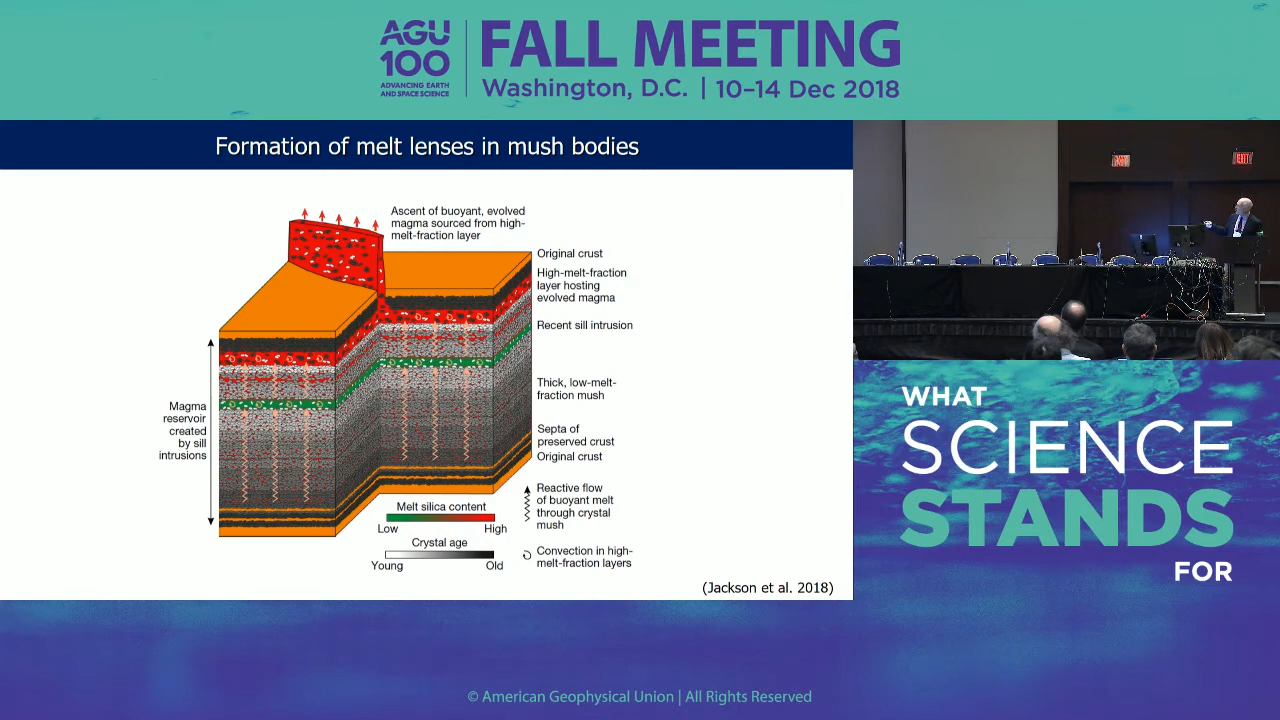 AGU
100
ADVANCING EARTH
AND SPACE SCIENCE
FALL MEETING
Washington, D.C. | 10–14 Dec 2018
Formation of melt lenses in mush bodies
Ascent of buoyant, evolved
magma sourced from high-
melt-fraction layer
Original crust
High-melt-fraction
layer hosting
evolved magma
Recent sill intrusion
Thick, low-melt-
fraction mush
Magma
reservoir
created
by sill
intrusions
Septa of
preserved crust
Original crust
Reactive flow
of buoyant melt
through crystal
mush
Melt silica content
Low High
Crystal age
Young Old
Convection in high-
melt-fraction layers
(Jackson et al. 2018)
EXIT
EXIT
WHAT
SCIENCE
STANDS
FOR
© American Geophysical Union | All Rights Reserved